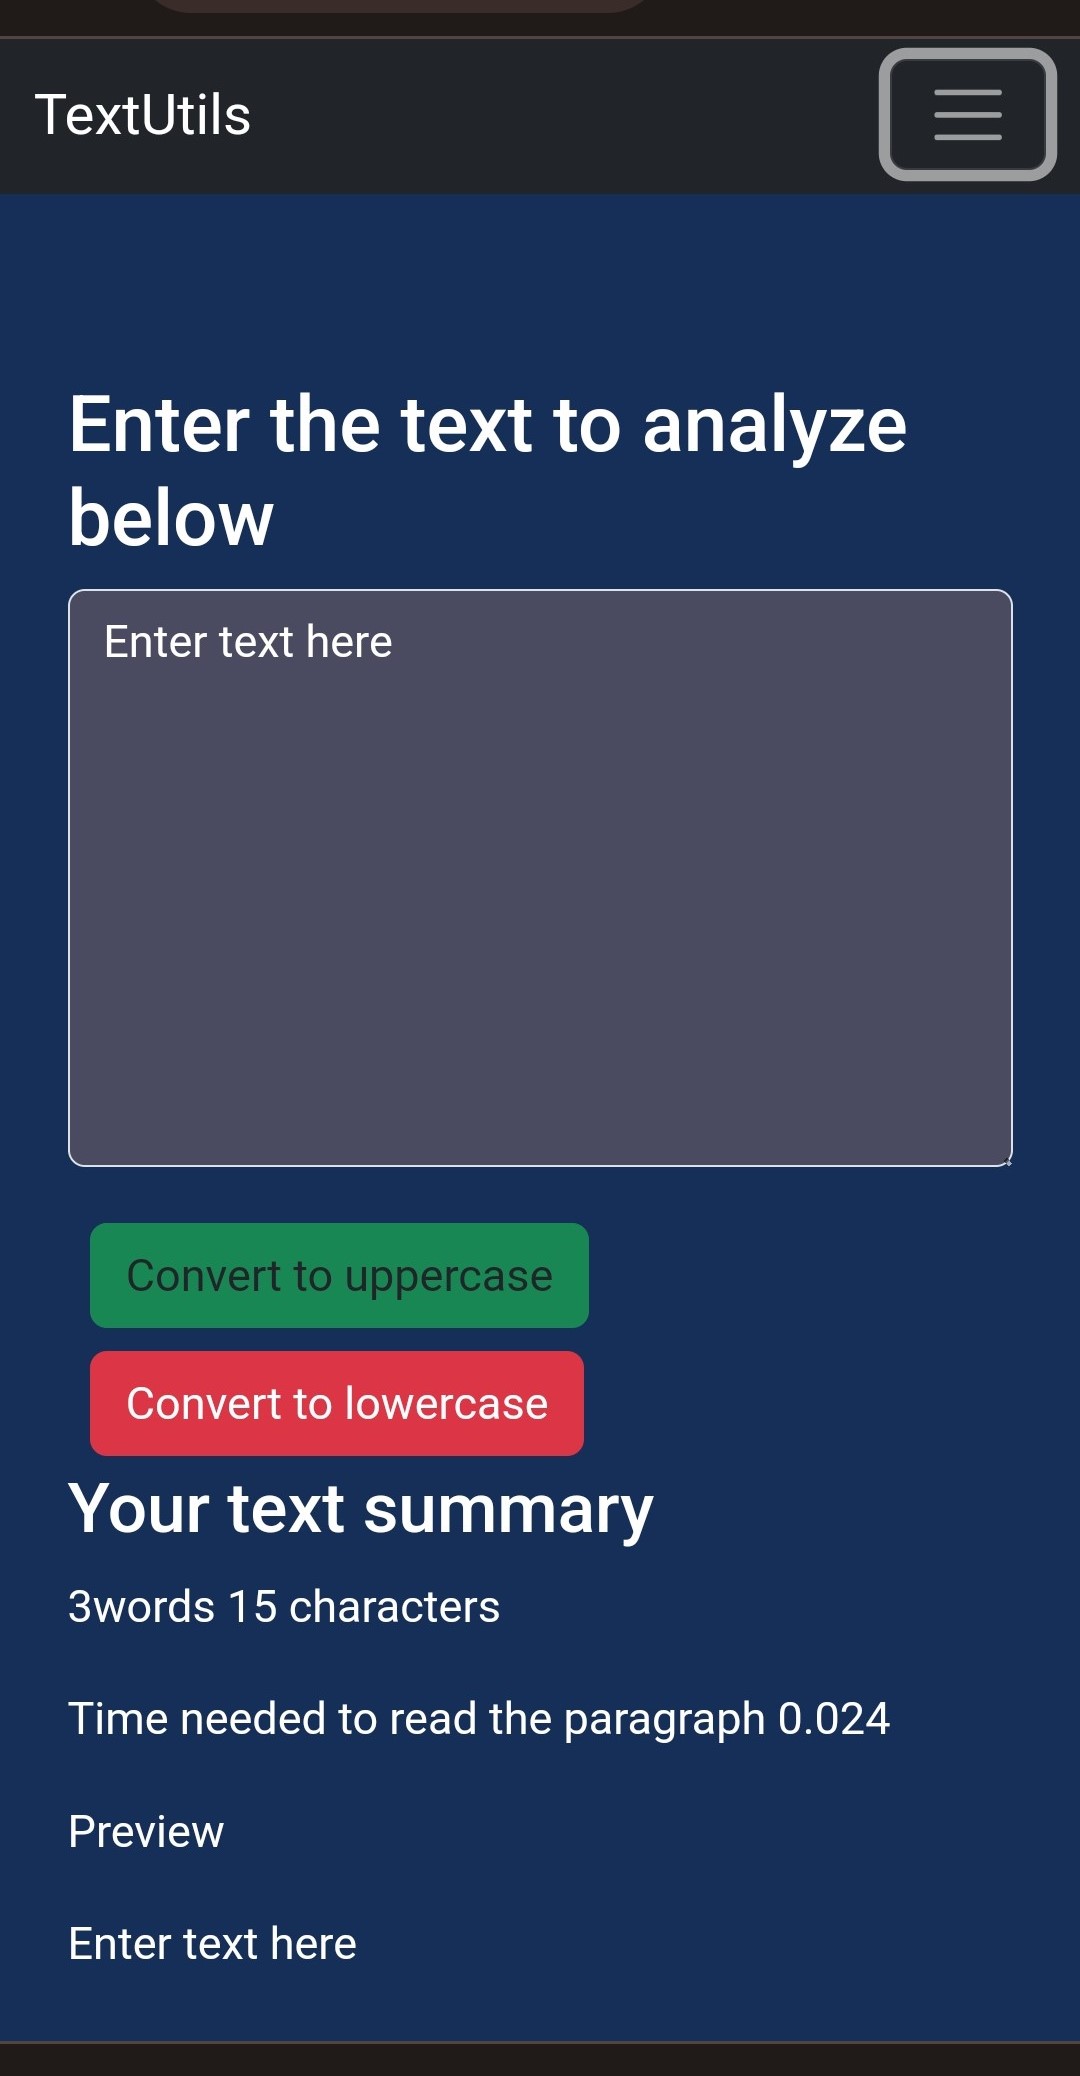 TextUtils
Enter the text to analyze
below
Enter text here
Convert to uppercase
Convert to lowercase
Your text summary
3words 15 characters
Time needed to read the paragraph 0.024
Preview
Enter text here